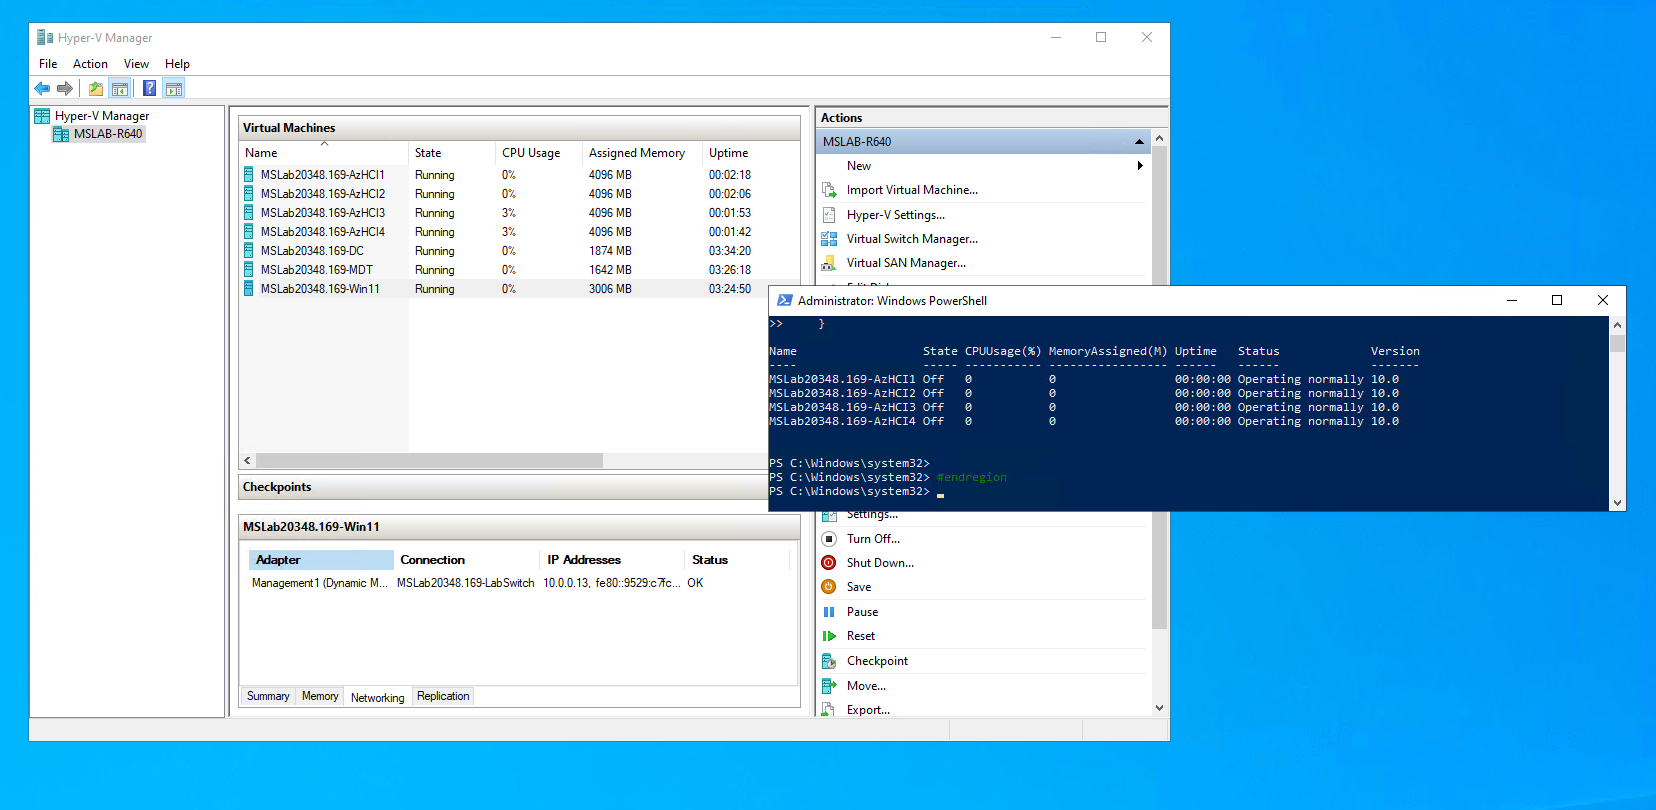 Hyper-V Manager
File Action View Help
Hyper-V Manager
MSLAB-R640
Virtual Machines
Name State CPU Usage Assigned Memory Uptime
MSLab20348.169-AzHCI1 Running 0% 4096 MB 00:02:18
MSLab20348.169-AzHCI2 Running 0% 4096 MB 00:02:06
MSLab20348.169-AzHCI3 Running 3% 4096 MB 00:01:53
MSLab20348.169-AzHCI4 Running 3% 4096 MB 00:01:42
MSLab20348.169-DC Running 0% 1874 MB 03:34:20
MSLab20348.169-MDT Running 0% 1642 MB 03:26:18
MSLab20348.169-Win11 Running 0% 3006 MB 03:24:50
Checkpoints
MSLab20348.169-Win11
Adapter Connection IP Addresses Status
Management1 (Dynamic M... MSLab20348.169-LabSwitch 10.0.0.13, fe80::9529:c7fc... OK
Summary Memory Networking Replication
Actions
MSLAB-R640
New
Import Virtual Machine...
Hyper-V Settings...
Virtual Switch Manager...
Virtual SAN Manager...
Settings...
Turn Off...
Shut Down...
Save
Pause
Reset
Checkpoint
Move...
Export...
Administrator: Windows PowerShell
>> }
Name State CPUUsage(%) MemoryAssigned(M) Uptime Status Version
---- ----- ----------- ----------------- ------ ------ -------
MSLab20348.169-AzHCI1 Off 0 0 00:00:00 Operating normally 10.0
MSLab20348.169-AzHCI2 Off 0 0 00:00:00 Operating normally 10.0
MSLab20348.169-AzHCI3 Off 0 0 00:00:00 Operating normally 10.0
MSLab20348.169-AzHCI4 Off 0 0 00:00:00 Operating normally 10.0
PS C:\Windows\system32>
PS C:\Windows\system32> #endregion
PS C:\Windows\system32>